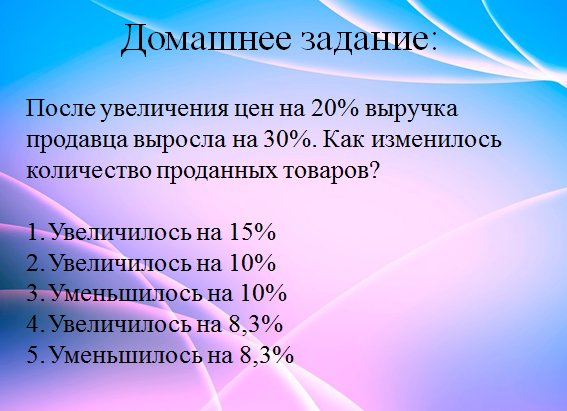 Домашнее задание:
После увеличения цен на 20% выручка
продавца выросла на 30%. Как изменилось
количество проданных товаров?
1. Увеличилось на 15%
2. Увеличилось на 10%
3. Уменьшилось на 10%
4. Увеличилось на 8,3%
5. Уменьшилось на 8,3%